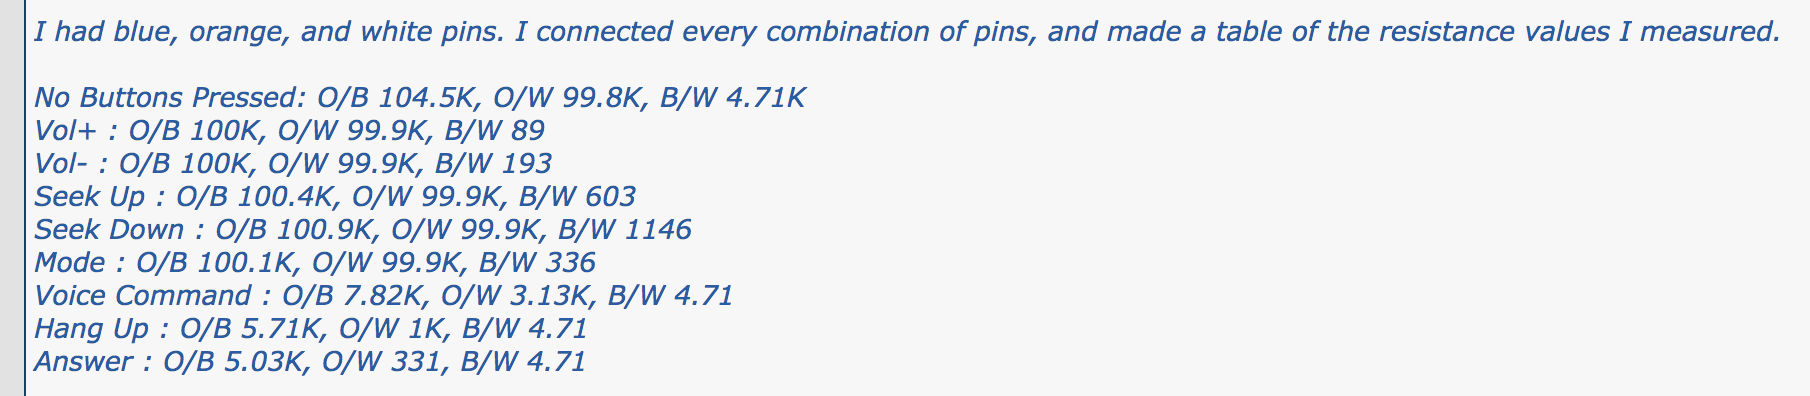 I had blue, orange, and white pins. I connected every combination of pins, and made a table of the resistance values I measured.
No Buttons Pressed: O/B 104.5K, O/W 99.8K, B/W 4.71K
Vol+ : O/B 100K, O/W 99.9K, B/W 89
Vol- : O/B 100K, O/W 99.9K, B/W 193
Seek Up : O/B 100.4K, O/W 99.9K, B/W 603
Seek Down : O/B 100.9K, O/W 99.9K, B/W 1146
Mode : O/B 100.1K, O/W 99.9K, B/W 336
Voice Command : O/B 7.82K, O/W 3.13K, B/W 4.71
Hang Up : O/B 5.71K, O/W 1K, B/W 4.71
Answer : O/B 5.03K, O/W 331, B/W 4.71